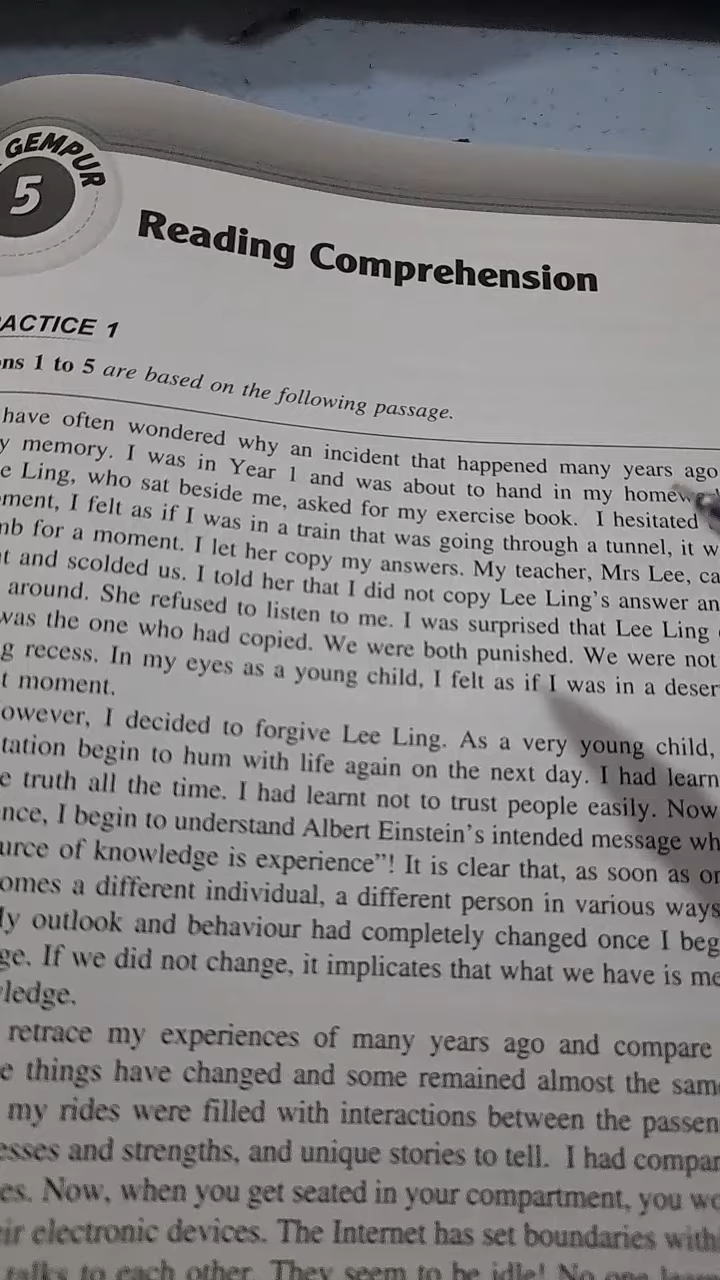 GEMPUR
5
Reading Comprehension
ACTICE 1
ns 1 to 5 are based on the following passage.
have often wondered why an incident that happened many years ago
y memory. I was in Year 1 and was about to hand in my homew
e Ling, who sat beside me, asked for my exercise book. I hesitated
ment, I felt as if I was in a train that was going through a tunnel, it w
mb for a moment. I let her copy my answers. My teacher, Mrs Lee, ca
t and scolded us. I told her that I did not copy Lee Ling's answer an
around. She refused to listen to me. I was surprised that Lee Ling
was the one who had copied. We were both punished. We were not
g recess. In my eyes as a young child, I felt as if I was in a deser
t moment.
owever, I decided to forgive Lee Ling. As a very young child,
tation begin to hum with life again on the next day. I had learn
e truth all the time. I had learnt not to trust people easily. Now
nce, I begin to understand Albert Einstein's intended message wh
urce of knowledge is experience"! It is clear that, as soon as on
omes a different individual, a different person in various ways
ly outlook and behaviour had completely changed once I beg
ge. If we did not change, it implicates that what we have is me
ledge.
retrace my experiences of many years ago and compare
e things have changed and some remained almost the sam
my rides were filled with interactions between the passen
esses and strengths, and unique stories to tell. I had compar
es. Now, when you get seated in your compartment, you wo
eir electronic devices. The Internet has set boundaries with
talks to each other. They seem to be idle! No one